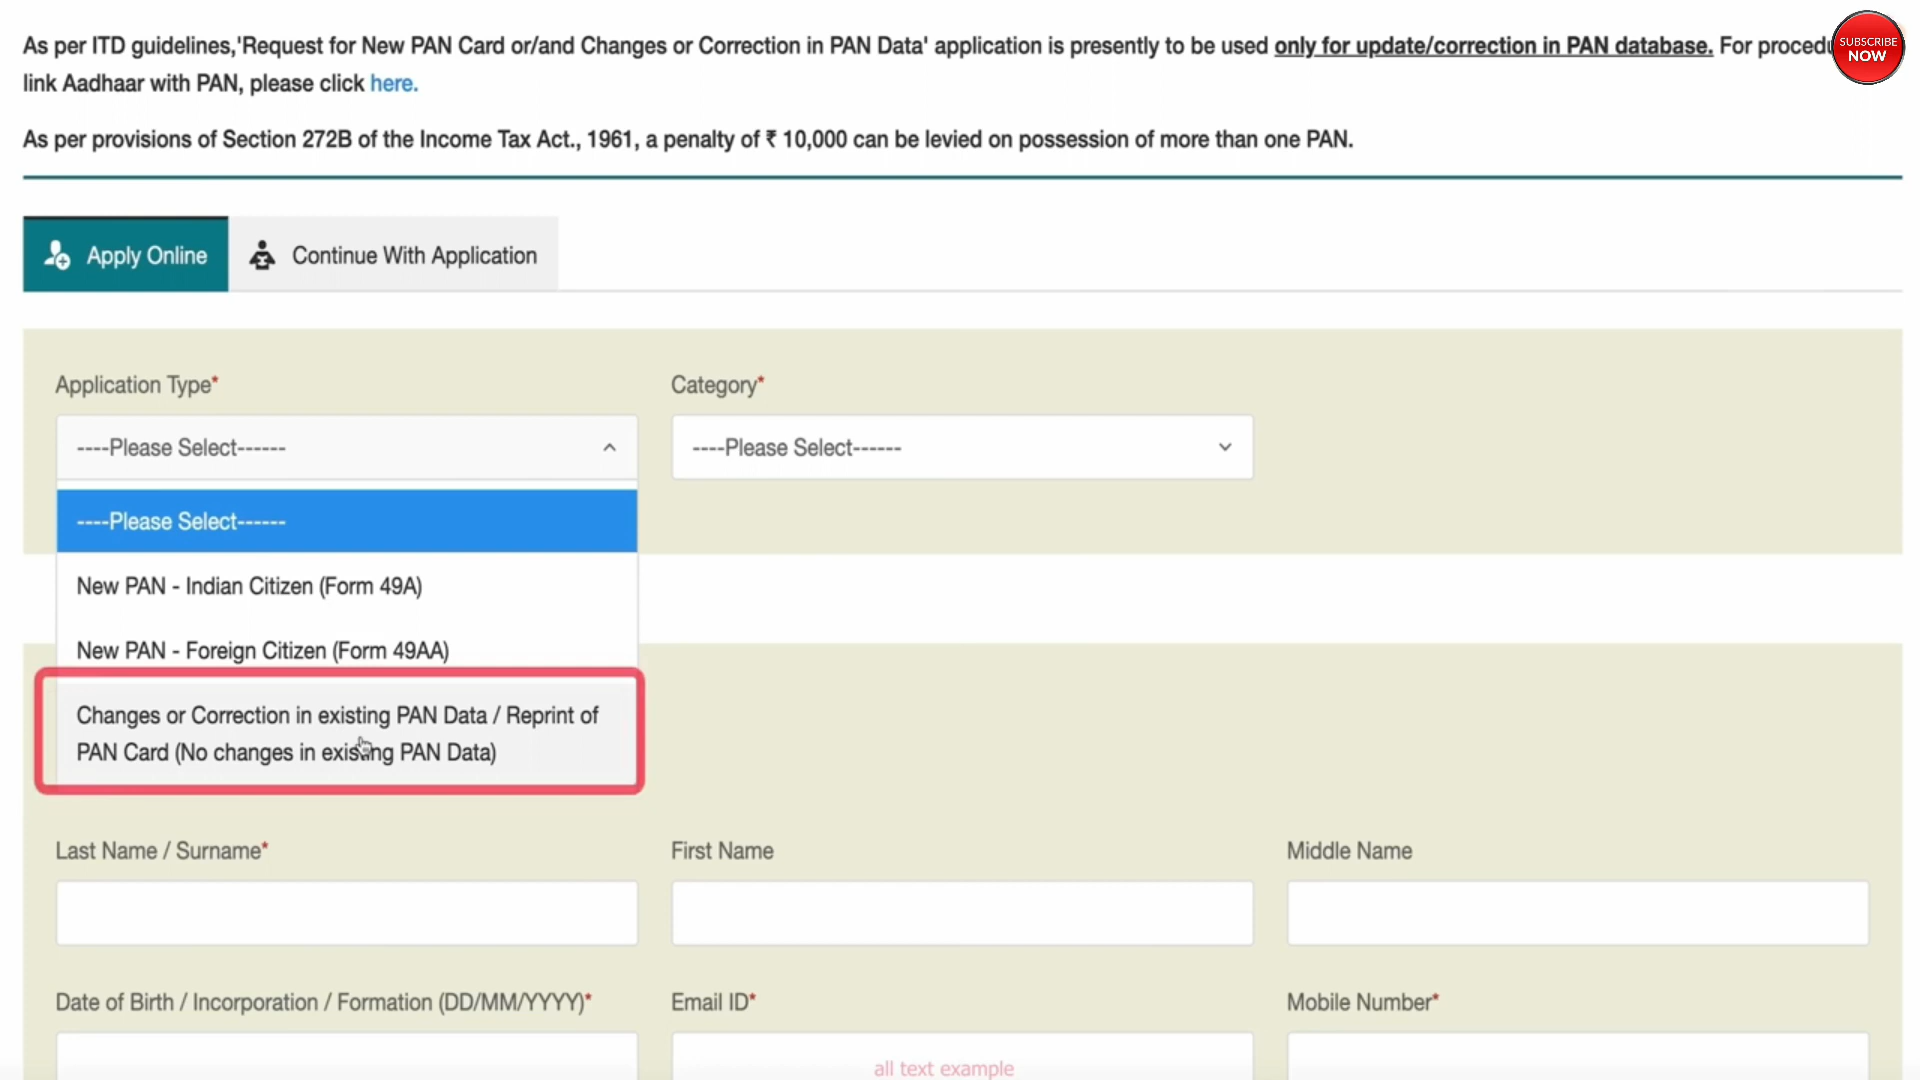 As per ITD guidelines,'Request for New PAN Card or/and Changes or Correction in PAN Data' application is presently to be used only for update/correction in PAN database. For
link Aadhaar with PAN, please click here.
SUBSCRIBE
NOW
As per provisions of Section 272B of the Income Tax Act., 1961, a penalty of ₹ 10,000 can be levied on possession of more than one PAN.
Apply Online
Continue With Application
Application Type*
Category*
----Please Select------
----Please Select------
----Please Select------
New PAN - Indian Citizen (Form 49A)
New PAN - Foreign Citizen (Form 49AA)
Changes or Correction in existing PAN Data / Reprint of
PAN Card (No changes in existing PAN Data)
Last Name / Surname*
First Name
Middle Name
Date of Birth / Incorporation / Formation (DD/MM/YYYY)*
Email ID*
Mobile Number*
all text example